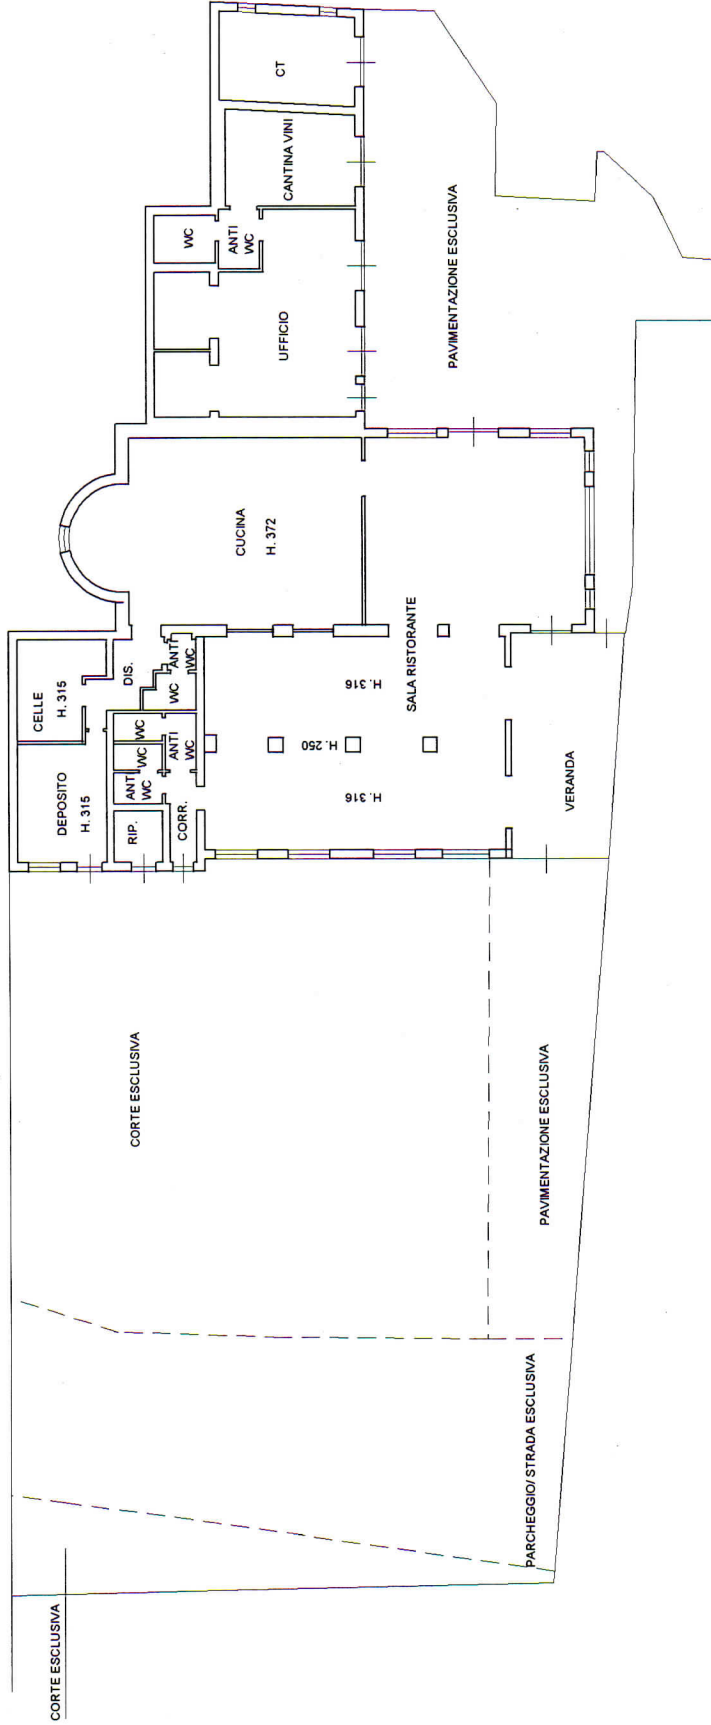 CT
CANTINA VINI
WC
ANTI
WC
UFFICIO
PAVIMENTAZIONE ESCLUSIVA
CUCINA
H. 372
CELLE
H. 315
DIS.
ANTI
WC
WC
DEPOSITO
H. 315
WC
WC
ANTI
WC
ANTI
WC
RIP.
CORR.
SALA RISTORANTE
H. 316
H. 250
H. 316
VERANDA
CORTE ESCLUSIVA
PAVIMENTAZIONE ESCLUSIVA
PARCHEGGIO/ STRADA ESCLUSIVA
CORTE ESCLUSIVA